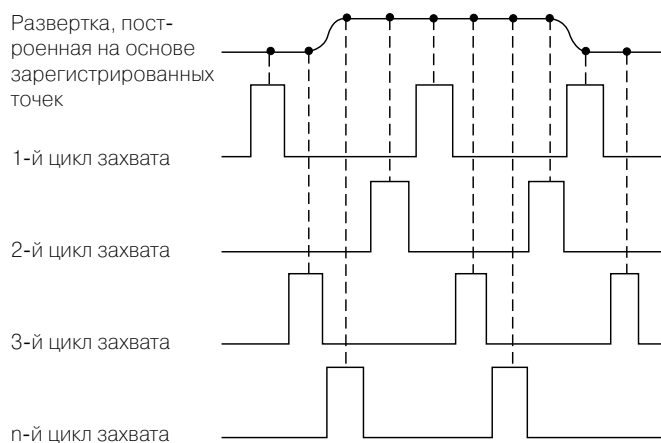 Развертка, пост-
роенная на основе
зарегистрированных
точек
1-й цикл захвата
2-й цикл захвата
3-й цикл захвата
n-й цикл захвата